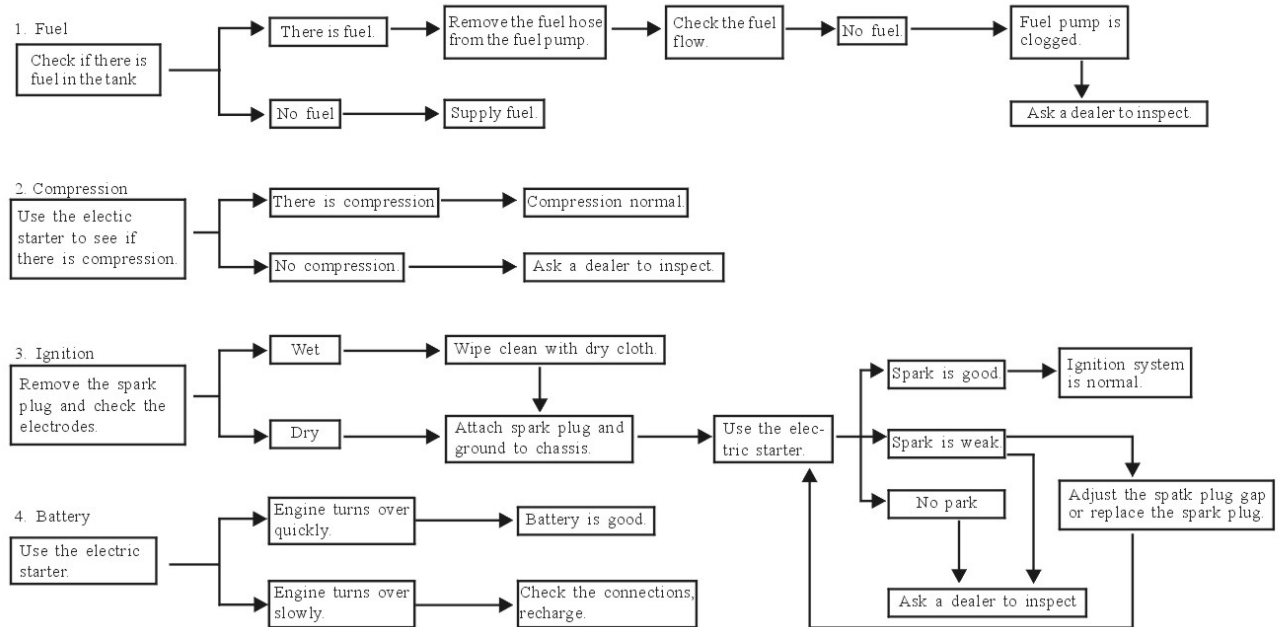 1. Fuel
Check if there is
fuel in the tank
There is fuel.
Remove the fuel hose
from the fuel pump.
Check the fuel
flow.
No fuel.
Fuel pump is
clogged.
Ask a dealer to inspect.
No fuel
Supply fuel.
2. Compression
Use the electic
starter to see if
there is compression.
There is compression
Compression normal.
No compression.
Ask a dealer to inspect.
3. Ignition
Remove the spark
plug and check the
electrodes.
Wet
Wipe clean with dry cloth.
Dry
Attach spark plug and
ground to chassis.
Use the elec-
tric starter.
Spark is good.
Ignition system
is normal.
Spark is weak.
Adjust the spatk plug gap
or replace the spark plug.
No park
Ask a dealer to inspect
4. Battery
Use the electric
starter.
Engine turns over
quickly.
Battery is good.
Engine turns over
slowly.
Check the connections,
recharge.